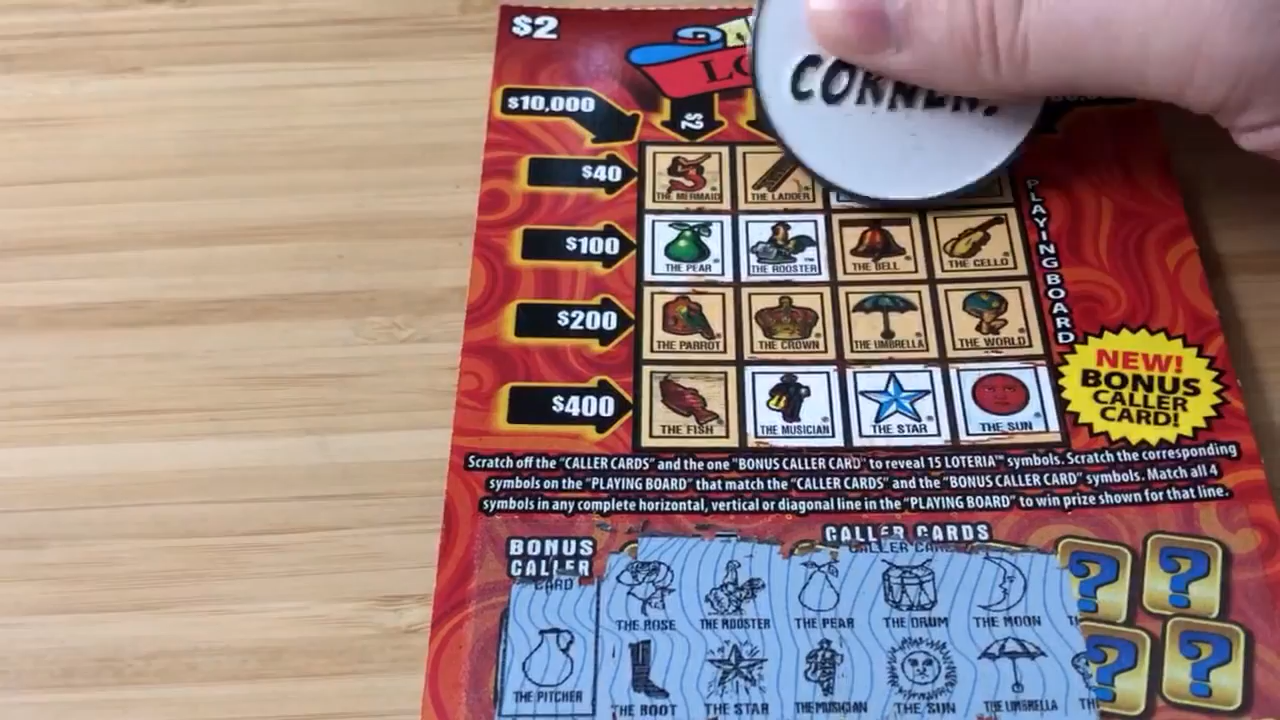 $2
LO
CORNER!
$10,000
$2
$40
THE MERMAID THE LADDER
PLAYING BOARD
$100
THE PEAR THE ROOSTER THE BELL THE CELLO
$200
THE PARROT THE CROWN THE UMBRELLA THE WORLD
NEW!
BONUS
CALLER
CARD!
$400
THE FISH THE MUSICIAN THE STAR THE SUN
Scratch off the "CALLER CARDS" and the one "BONUS CALLER CARD" to reveal 15 LOTERIA™ symbols. Scratch the corresponding
symbols on the "PLAYING BOARD" that match the "CALLER CARDS" and the "BONUS CALLER CARD" symbols. Match all 4
symbols in any complete horizontal, vertical or diagonal line in the "PLAYING BOARD" to win prize shown for that line.
CALLER CARDS
CALLER CARD
BONUS
CALLER
CARD
? ?
THE ROSE THE ROOSTER THE PEAR THE DRUM THE MOON
? ?
THE PITCHER
THE BOOT THE STAR THE MUSICIAN THE SUN THE UMBRELLA TH